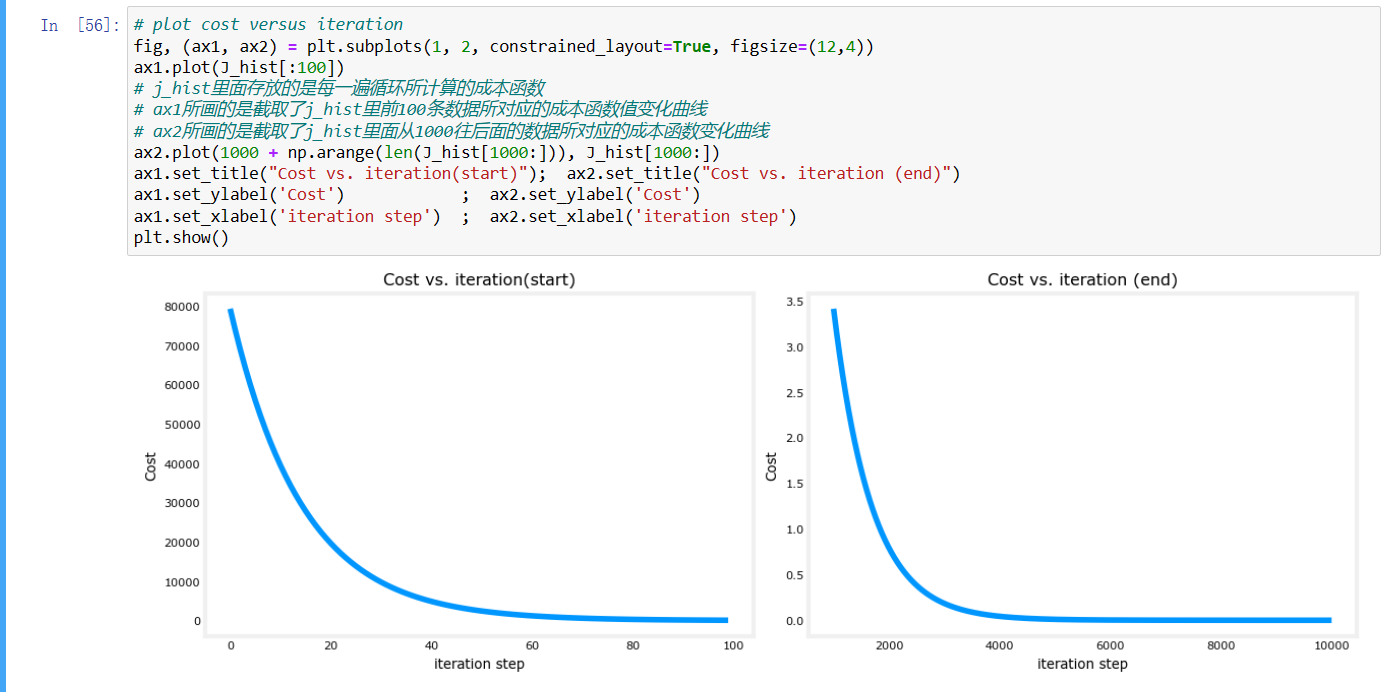 In [56]:
# plot cost versus iteration
fig, (ax1, ax2) = plt.subplots(1, 2, constrained_layout=True, figsize=(12,4))
ax1.plot(J_hist[:100])
# j_hist里面存放的是每一遍循环所计算的成本函数
# ax1所画的是截取了j_hist里前100条数据所对应的成本函数值变化曲线
# ax2所画的是截取了j_hist里面从1000往后面的数据所对应的成本函数变化曲线
ax2.plot(1000 + np.arange(len(J_hist[1000:])), J_hist[1000:])
ax1.set_title("Cost vs. iteration(start)");  ax2.set_title("Cost vs. iteration (end)")
ax1.set_ylabel('Cost')            ;  ax2.set_ylabel('Cost')
ax1.set_xlabel('iteration step')  ;  ax2.set_xlabel('iteration step')
plt.show()
Cost vs. iteration(start)
80000
70000
60000
50000
40000
30000
20000
10000
0
Cost
0 20 40 60 80 100
iteration step
Cost vs. iteration (end)
3.5
3.0
2.5
2.0
1.5
1.0
0.5
0.0
Cost
2000 4000 6000 8000 10000
iteration step